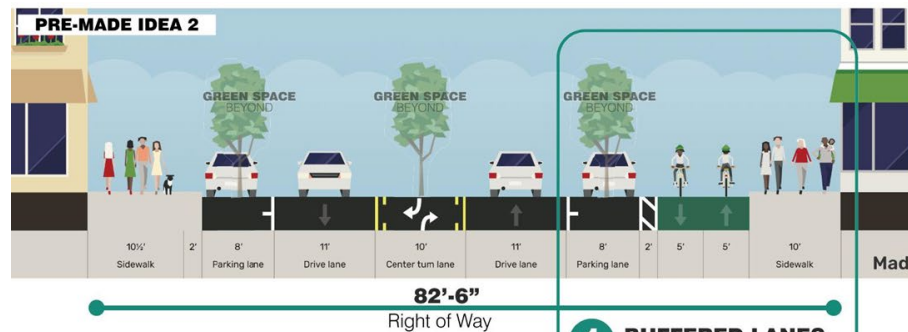 PRE-MADE IDEA 2
GREEN SPACE
BEYOND
GREEN SPACE
BEYOND
GREEN SPACE
BEYOND
10½' 2' 8' 11' 10' 11' 8' 2' 5' 5' 10'
Sidewalk Parking lane Drive lane Center turn lane Drive lane Parking lane Sidewalk
Mad
82'-6"
Right of Way